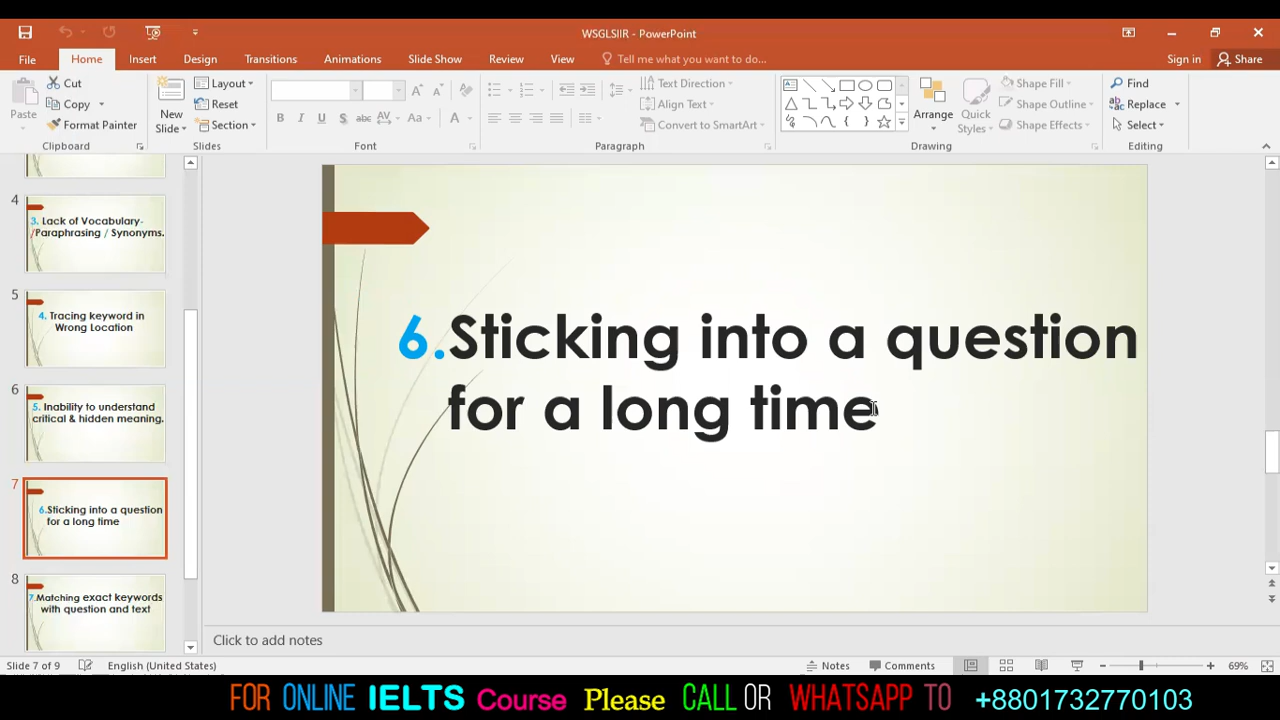 WSGLSIIR - PowerPoint
File Home Insert Design Transitions Animations Slide Show Review View Tell me what you want to do... Sign in Share
Paste
Cut
Copy
Format Painter
Clipboard
New
Slide
Layout
Reset
Section
Slides
B I U S abc AV Aa A
Font
Text Direction
Align Text
Convert to SmartArt
Paragraph
Arrange
Quick
Styles
Shape Fill
Shape Outline
Shape Effects
Drawing
Find
Replace
Select
Editing
4
3. Lack of Vocabulary-
/Paraphrasing / Synonyms.
5
4. Tracing keyword in
Wrong Location
6
5. Inability to understand
critical & hidden meaning.
7
6.Sticking into a question
for a long time
8
7.Matching exact keywords
with question and text
6.Sticking into a question
for a long time
Click to add notes
Slide 7 of 9 English (United States) Notes Comments 69%
FOR ONLINE IELTS Course Please CALL OR WHATSAPP TO +8801732770103